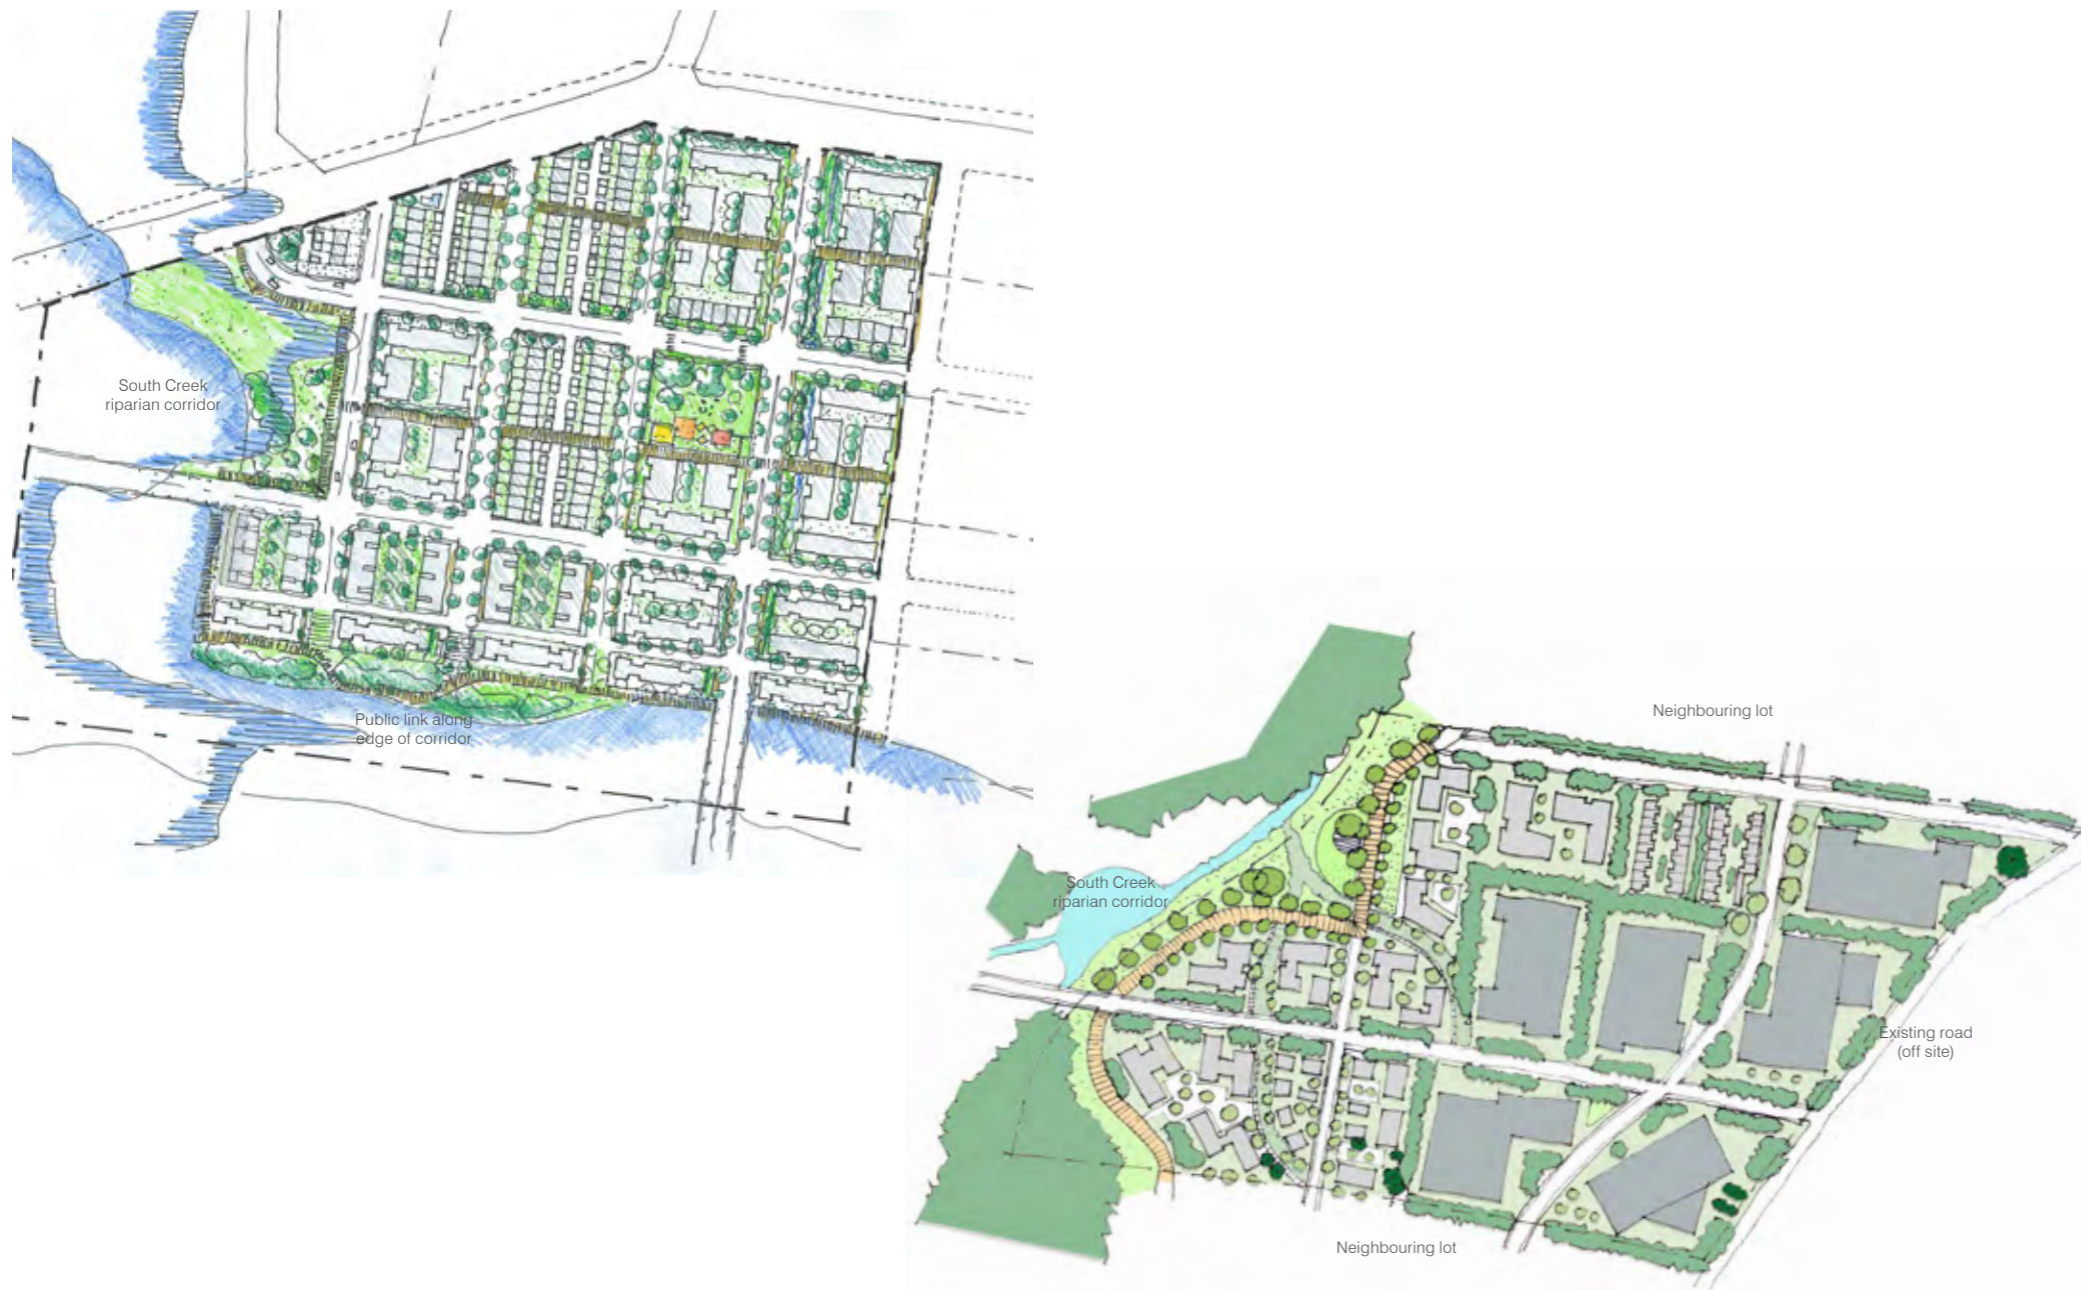 South Creek
riparian corridor
Public link along
edge of corridor
Neighbouring lot
South Creek
riparian corridor
Existing road
(off site)
Neighbouring lot